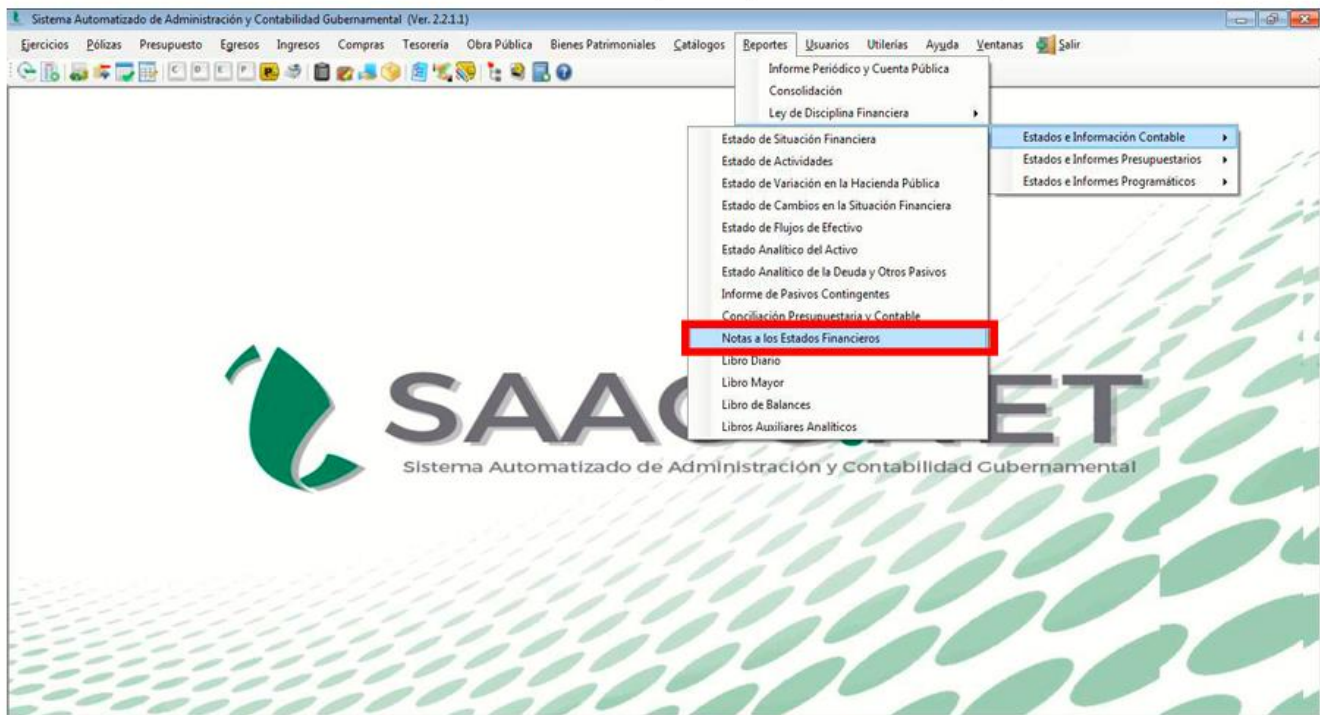 Sistema Automatizado de Administración y Contabilidad Gubernamental (Ver. 2.2.1.1)
Ejercicios Pólizas Presupuesto Egresos Ingresos Compras Tesorería Obra Pública Bienes Patrimoniales Catálogos Reportes Usuarios Utilerías Ayuda Ventanas Salir
C D E P P
Informe Periódico y Cuenta Pública
Consolidación
Ley de Disciplina Financiera
Estados e Información Contable
Estados e Informes Presupuestarios
Estados e Informes Programáticos
Estado de Situación Financiera
Estado de Actividades
Estado de Variación en la Hacienda Pública
Estado de Cambios en la Situación Financiera
Estado de Flujos de Efectivo
Estado Analítico del Activo
Estado Analítico de la Deuda y Otros Pasivos
Informe de Pasivos Contingentes
Conciliación Presupuestaria y Contable
Notas a los Estados Financieros
Libro Diario
Libro Mayor
Libro de Balances
Libros Auxiliares Analíticos
SAAC ET
Sistema Automatizado de Administración y Contabilidad Gubernamental